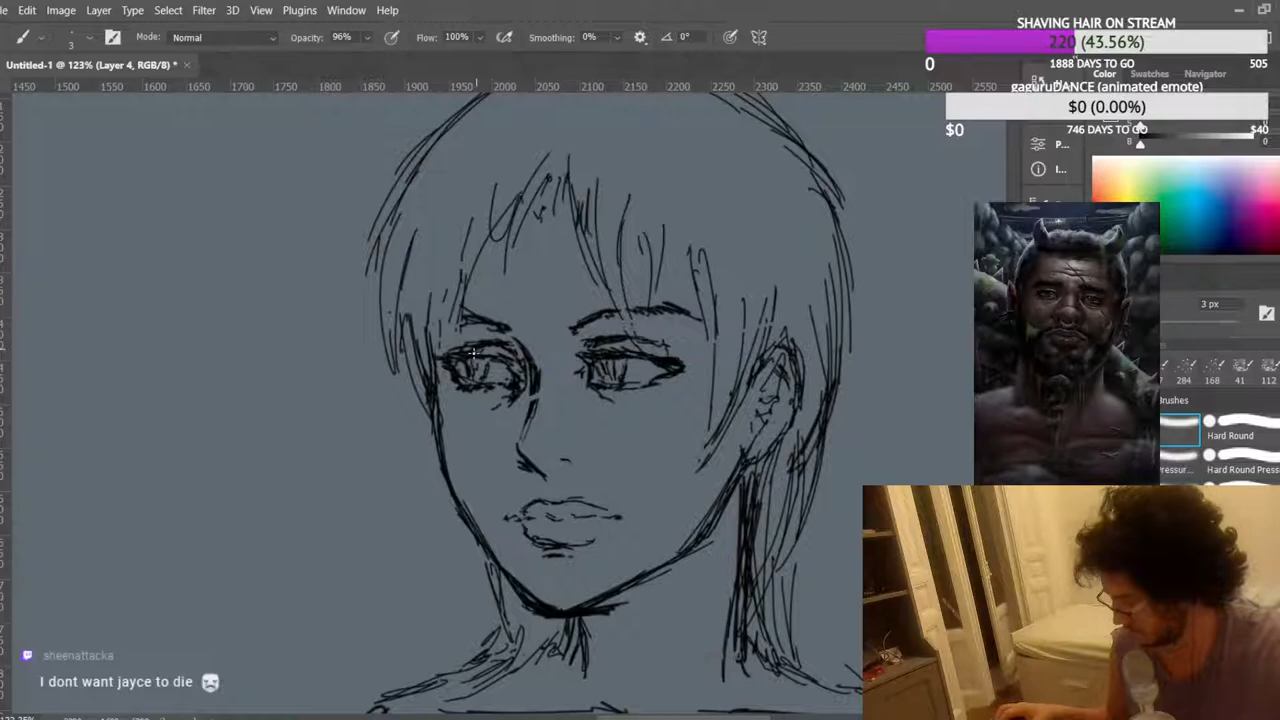 Edit Image Layer Type Select Filter 3D View Plugins Window Help
3 Mode: Normal Opacity: 96% Flow: 100% Smoothing: 0% 0°
Untitled-1 @ 123% (Layer 4, RGB/8) * ×
1450 1500 1550 1600 1650 1700 1750 1800 1850 1900 1950 2000 2050 2100 2150 2200 2250 2300 2350 2400 2450 2500 2550
SHAVING HAIR ON STREAM
220 (43.56%)
0 1888 DAYS TO GO 505
Color Swatches Navigator
gaguruDANCE (animated emote)
$0 (0.00%)
$0 746 DAYS TO GO $40
B 0
P...
I...
3 px
284 168 41 112
Brushes
Hard Round
Pressur... Hard Round Press
sheenattacka
I dont want jayce to die